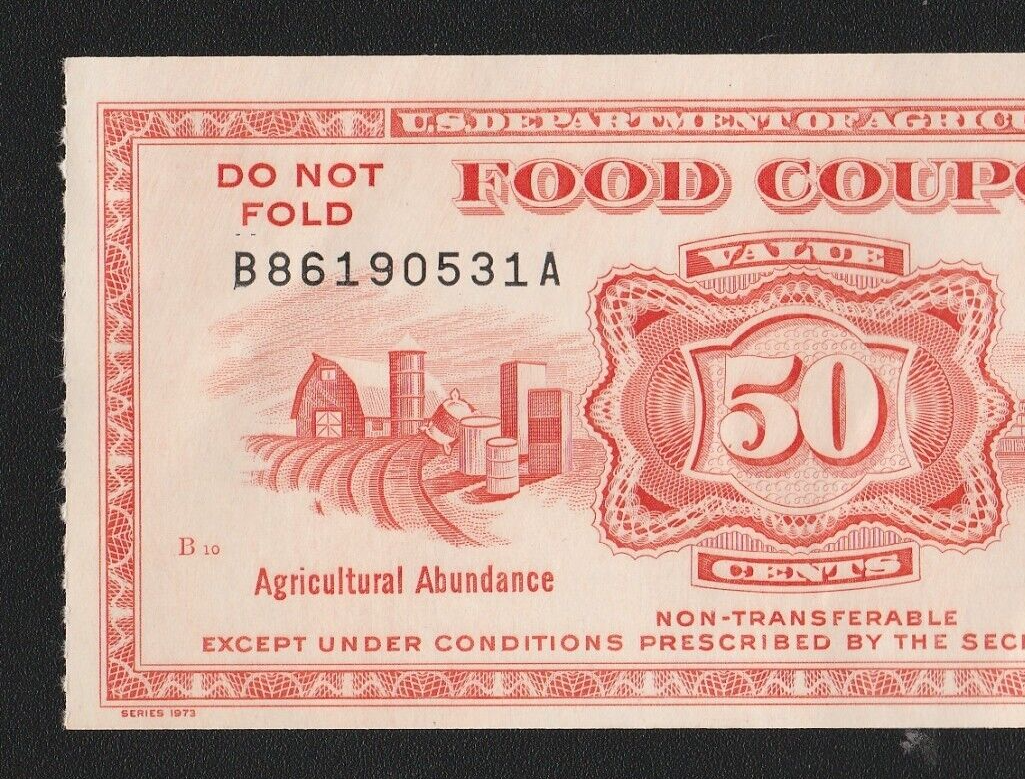 U.S. DEPARTMENT OF AGRICU
DO NOT
FOLD
FOOD COUPO
B86190531A
VALUE
50
B 10
CENTS
Agricultural Abundance
NON-TRANSFERABLE
EXCEPT UNDER CONDITIONS PRESCRIBED BY THE SEC
SERIES 1973